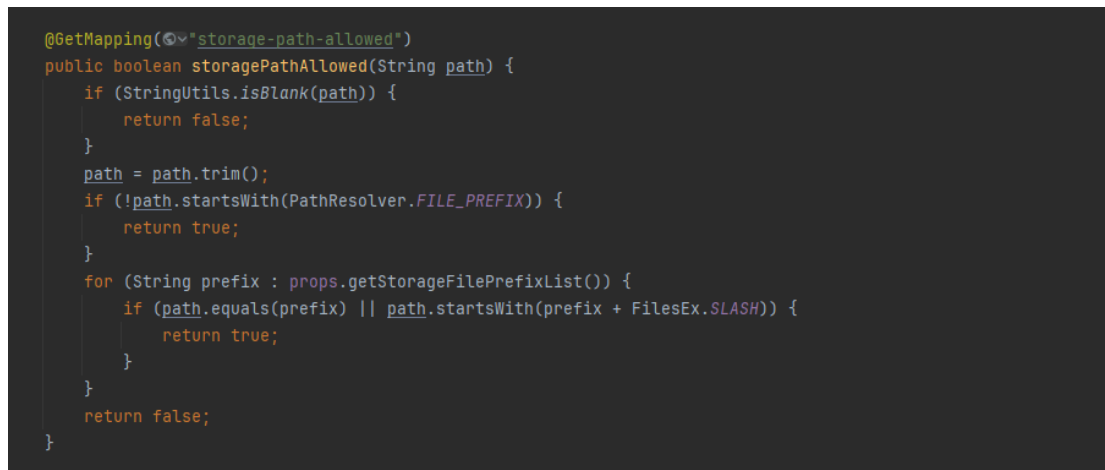 @GetMapping("storage-path-allowed")
public boolean storagePathAllowed(String path) {
    if (StringUtils.isBlank(path)) {
        return false;
    }
    path = path.trim();
    if (!path.startsWith(PathResolver.FILE_PREFIX)) {
        return true;
    }
    for (String prefix : props.getStorageFilePrefixList()) {
        if (path.equals(prefix) || path.startsWith(prefix + FilesEx.SLASH)) {
            return true;
        }
    }
    return false;
}